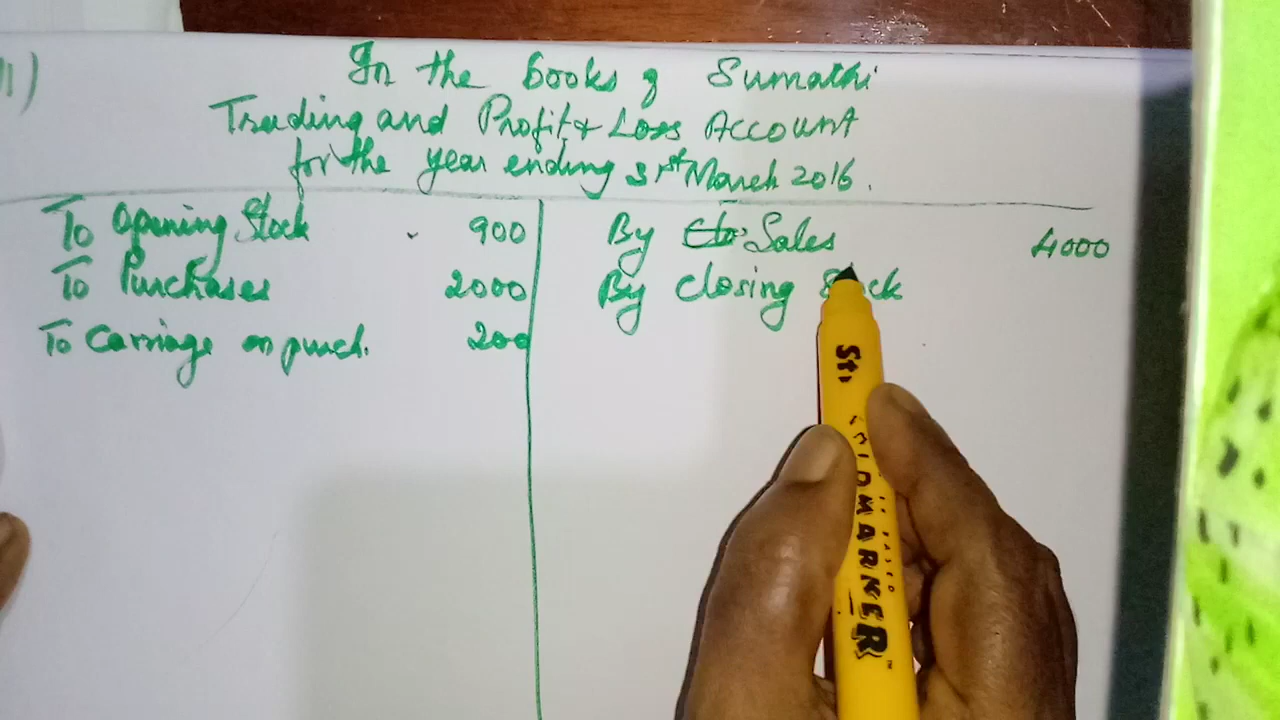 In the books of Sumathi
Trading and Profit & Loss Account
for the year ending 31st March 2016.
To Opening Stock 900 By Sales 4000
To Purchases 2000 By Closing Stock
To Carriage on purch. 200
MARKER